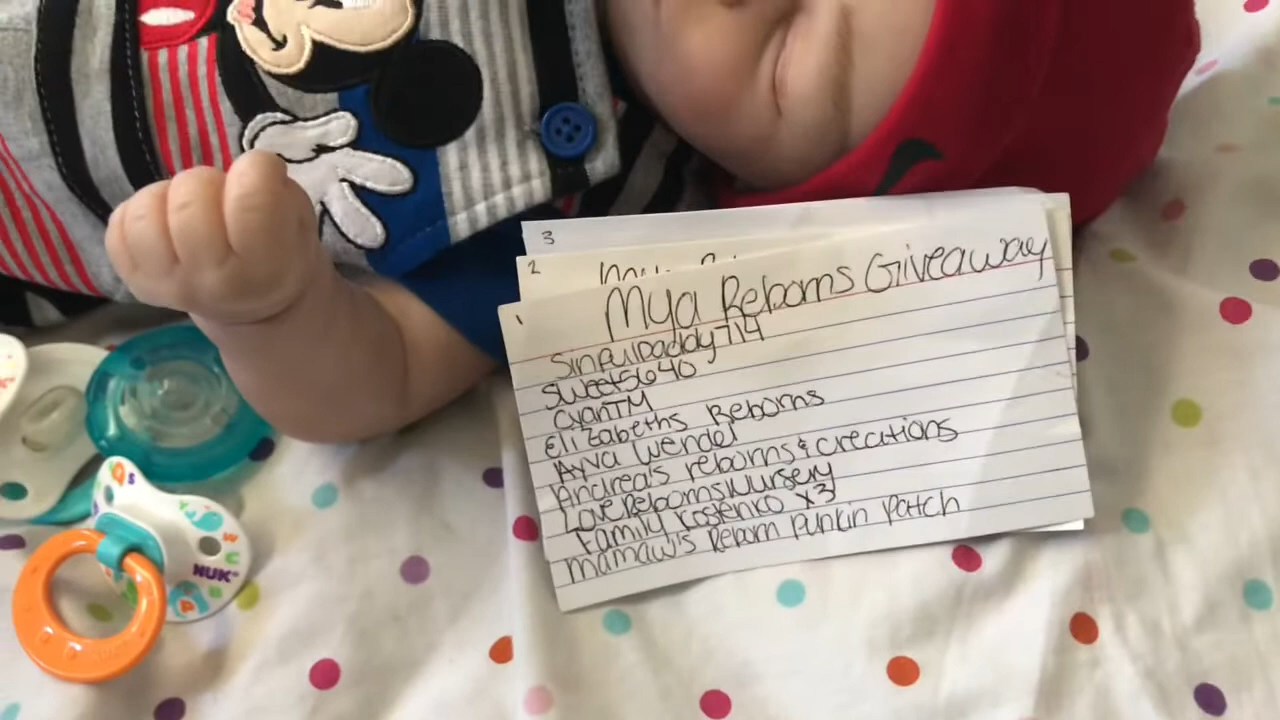 3
2
1
Mya Reborns Giveaway
SinfulDaddy714
Sweet5640
CyanTM
Elizabeths Reborns
Ayva Wendel
Andrea's reborns & creations
LoveRebornsNursery
Family Kostenko x3
Mamaw's Reborn Punkin Patch
NUK